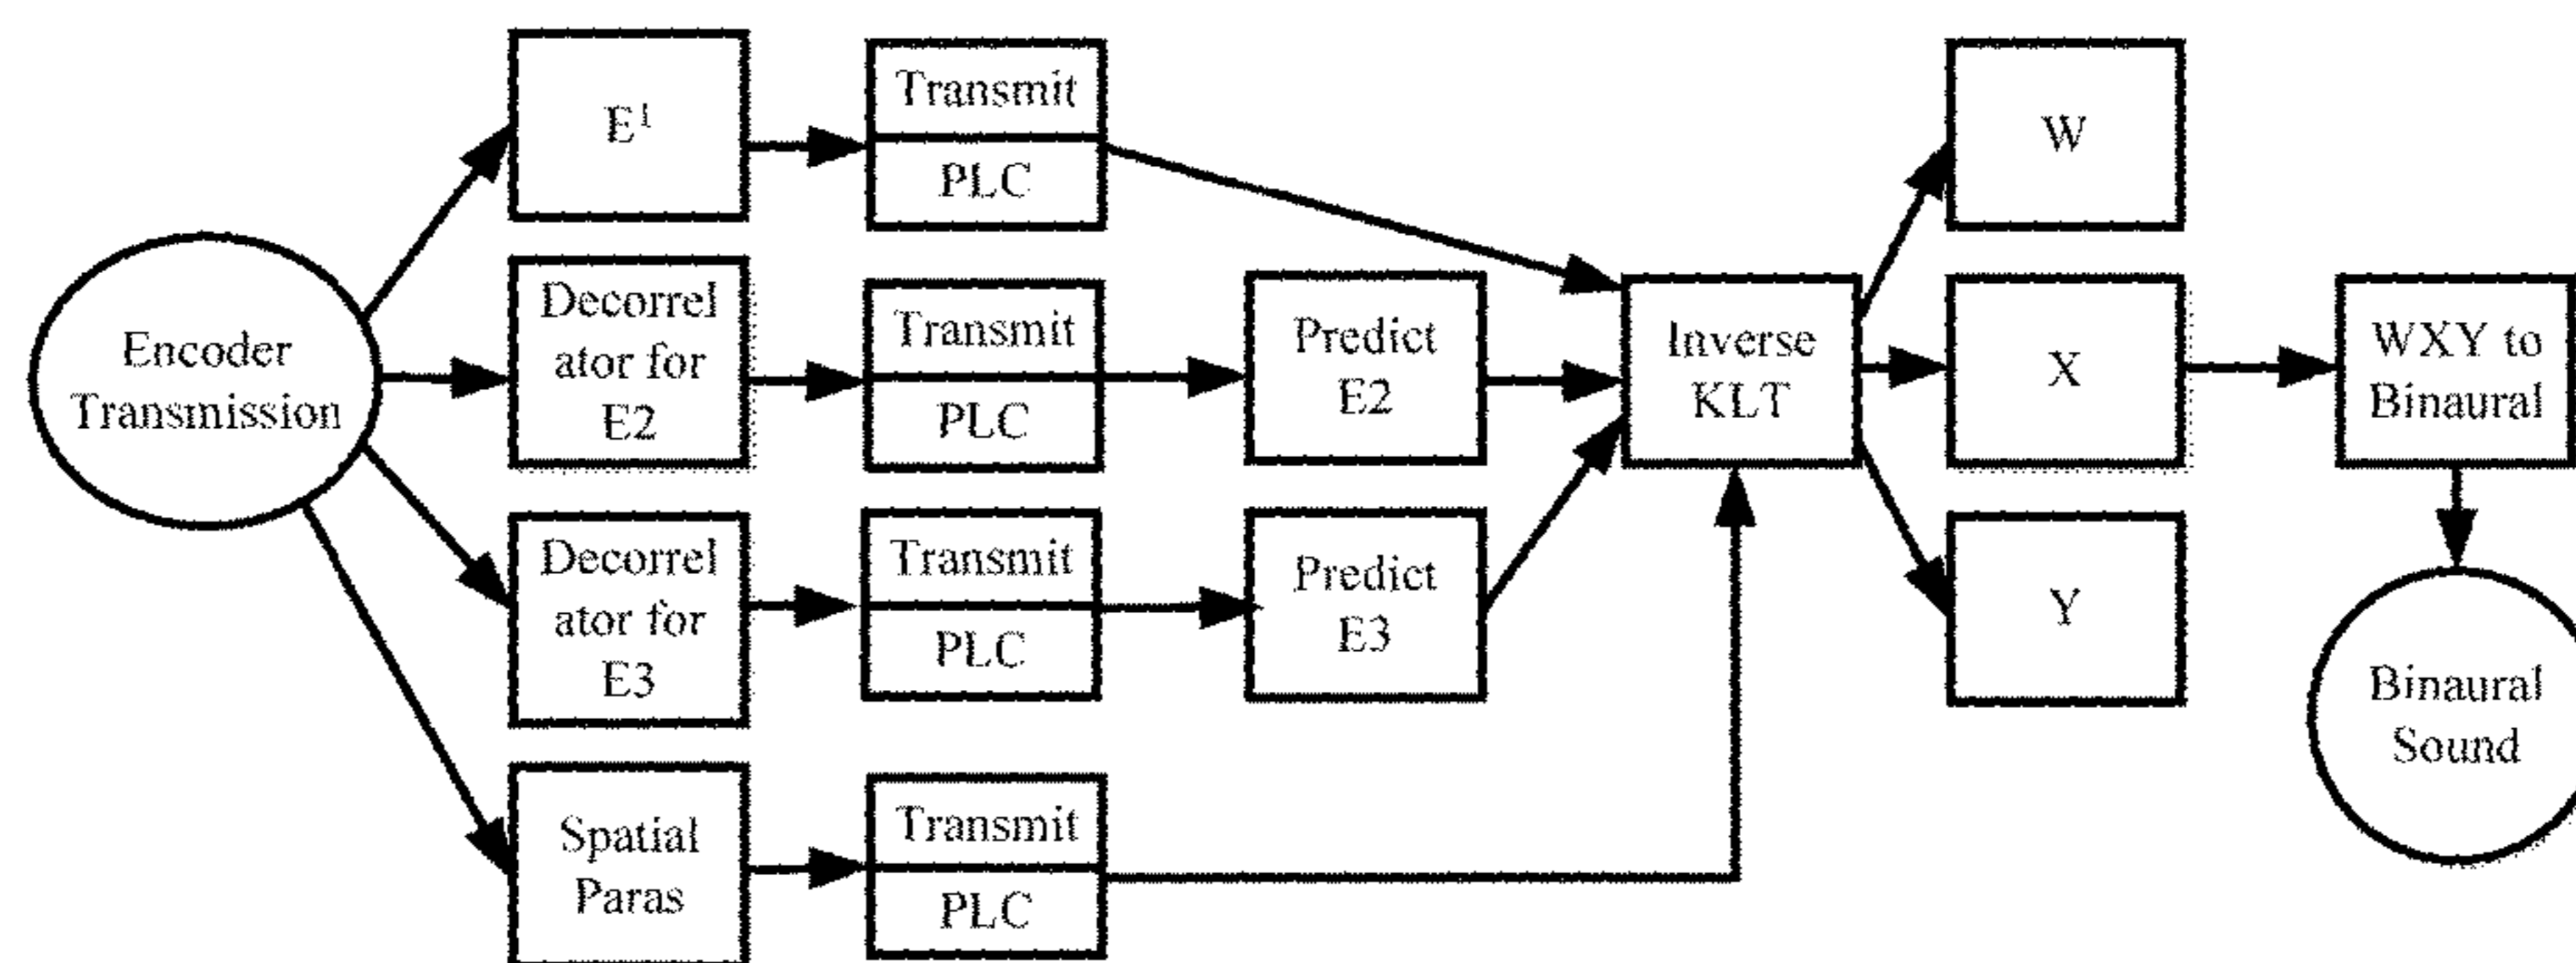 E¹
Transmit
PLC
W
Encoder
Transmission
Decorrel
ator for
E2
Transmit
PLC
Predict
E2
Inverse
KLT
X
WXY to
Binaural
Decorrel
ator for
E3
Transmit
PLC
Predict
E3
Y
Binaural
Sound
Spatial
Paras
Transmit
PLC